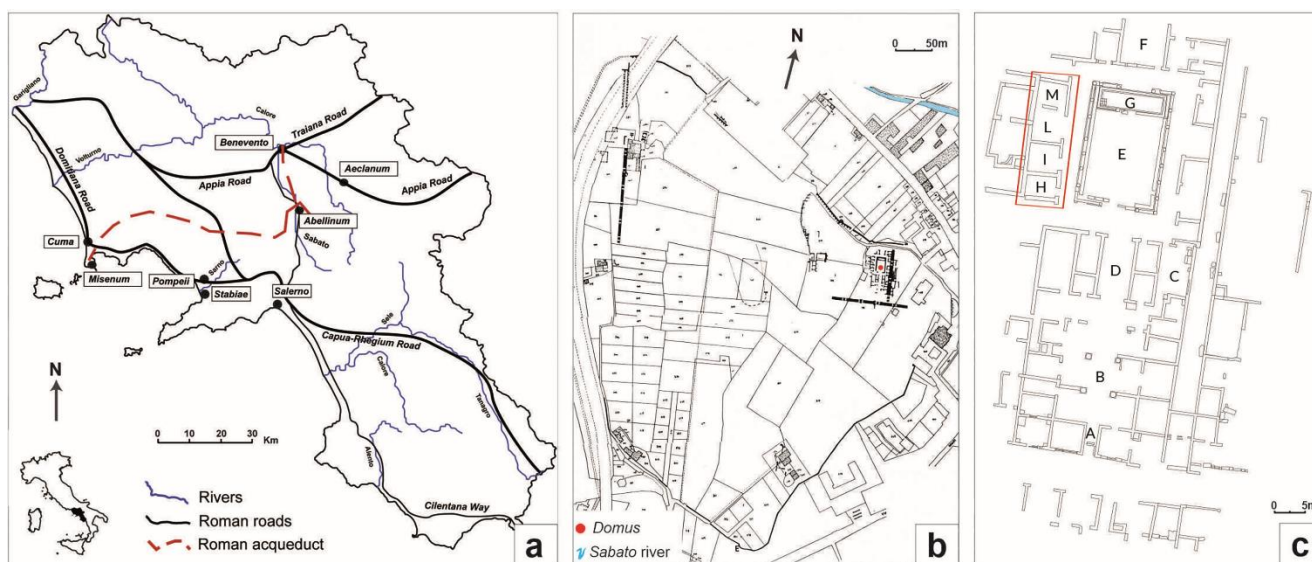 Garigliano
Volturno
Calore
Benevento
Traiana Road
Domitiana Road
Appia Road
Aeclanum
Appia Road
Abellinum
Sabato
Cuma
Misenum
Pompeii
Sarno
Stabiae
Salerno
Sele
Capua-Rhegium Road
Calore
Tanagro
Alento
Cilentana Way
N
0 10 20 30
Km
Rivers
Roman roads
Roman acqueduct
a
N
0 50m
E
Domus
Sabato river
b
F
M
G
L
E
I
H
D
C
B
A
0 5m
c